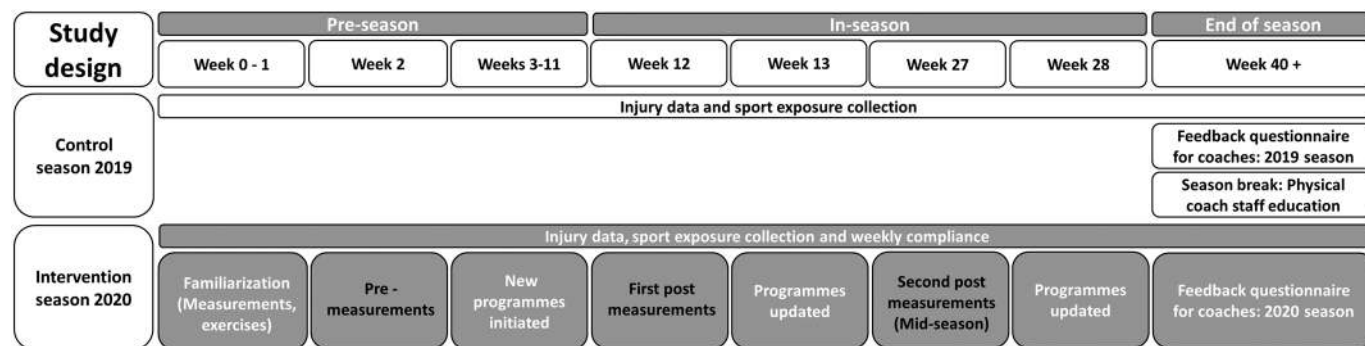 Study
design
Pre-season
In-season
End of season
Week 0 - 1
Week 2
Weeks 3-11
Week 12
Week 13
Week 27
Week 28
Week 40 +
Control
season 2019
Injury data and sport exposure collection
Feedback questionnaire
for coaches: 2019 season
Season break: Physical
coach staff education
Intervention
season 2020
Injury data, sport exposure collection and weekly compliance
Familiarization
(Measurements,
exercises)
Pre -
measurements
New
programmes
initiated
First post
measurements
Programmes
updated
Second post
measurements
(Mid-season)
Programmes
updated
Feedback questionnaire
for coaches: 2020 season